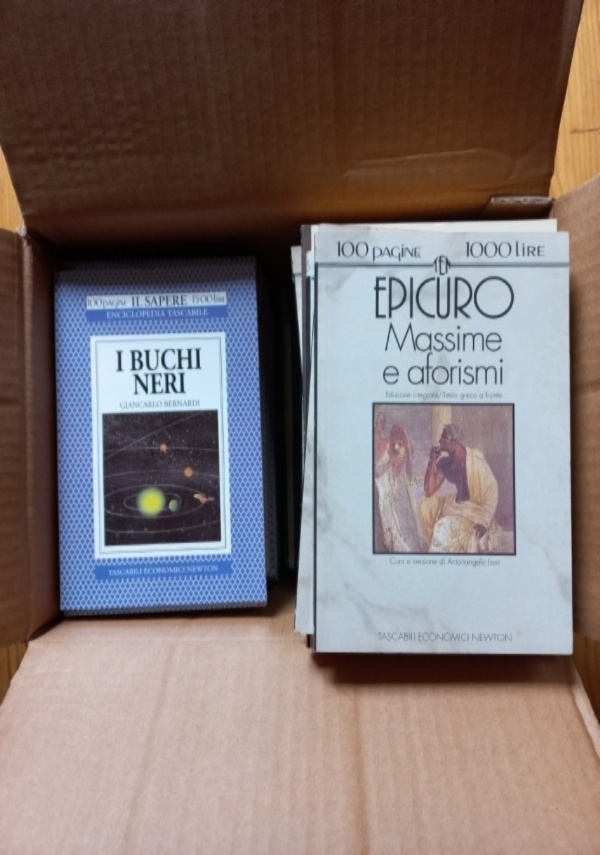 100 pagine IL SAPERE 1500 lire
ENCICLOPEDIA TASCABILE
I BUCHI
NERI
GIANCARLO BERNARDI
TASCABILI ECONOMICI NEWTON
100 pagine 1000 lire
TEN
EPICURO
Massime
e aforismi
Edizione integrale/Testo greco a fronte
Cura e versione di Antonangelo Liori
TASCABILI ECONOMICI NEWTON